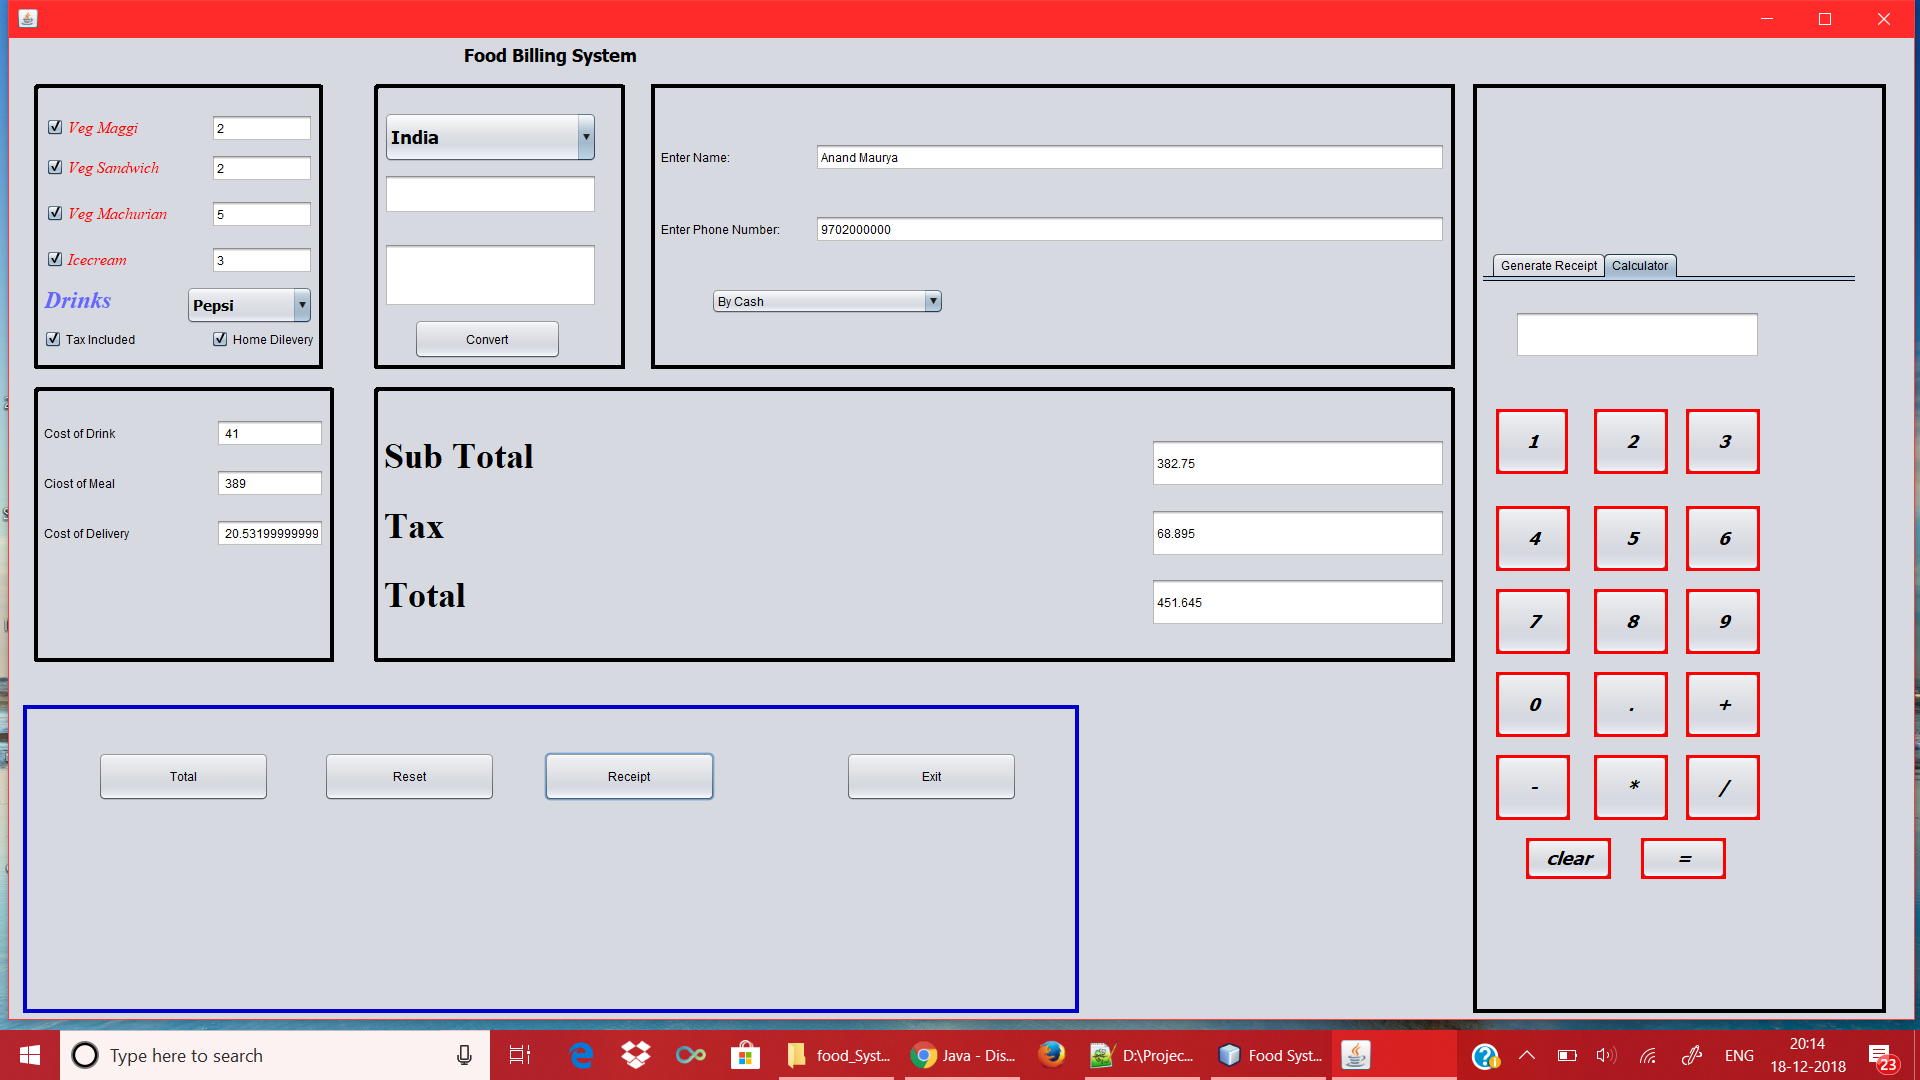 Food Billing System
Veg Maggi 2
Veg Sandwich 2
Veg Machurian 5
Icecream 3
Drinks Pepsi
Tax Included Home Dilevery
India
Convert
Enter Name: Anand Maurya
Enter Phone Number: 9702000000
By Cash
Cost of Drink 41
Ciost of Meal 389
Cost of Delivery 20.53199999999
Sub Total 382.75
Tax 68.895
Total 451.645
Generate Receipt Calculator
1 2 3
4 5 6
7 8 9
0 . +
- * /
clear =
Total Reset Receipt Exit
Type here to search
food_Syst...
Java - Dis...
D:\Projec...
Food Syst...
ENG
20:14
18-12-2018
23